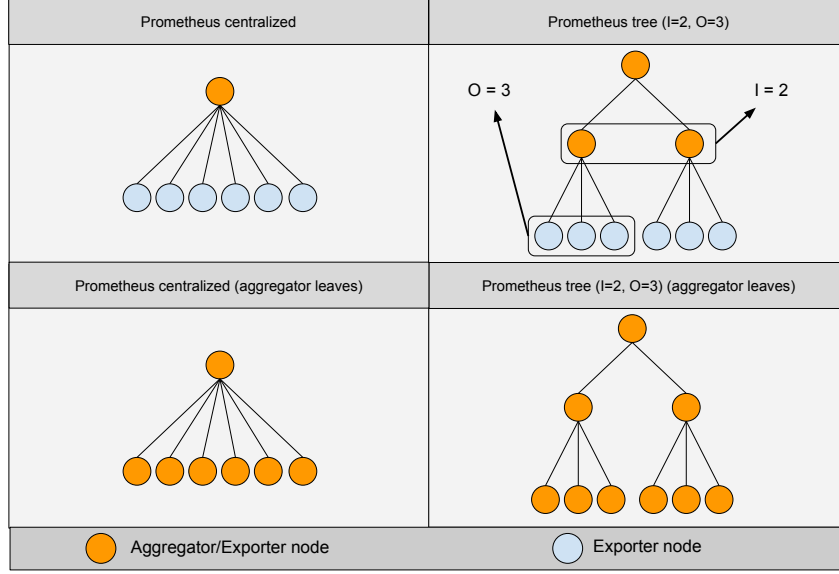 Prometheus centralized
Prometheus tree (I=2, O=3)
O = 3
I = 2
Prometheus centralized (aggregator leaves)
Prometheus tree (I=2, O=3) (aggregator leaves)
Aggregator/Exporter node
Exporter node